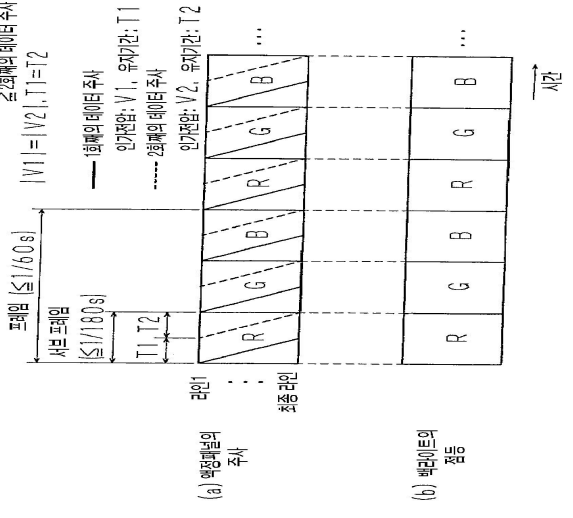 2회째의 데이터 주사
|V1|=|V2|, T1=T2
1회째의 데이터 주사
인가전압: V1, 유지기간: T1
2회째의 데이터 주사
인가전압: V2, 유지기간: T2
프레임 (≦1/60s)
서브 프레임
(≦1/180s)
T1, T2
(a) 액정패널의
주사
라인1
⋮
최종 라인
R G B R G B ...
(b) 백라이트의
점등
R G B R G B ...
시간